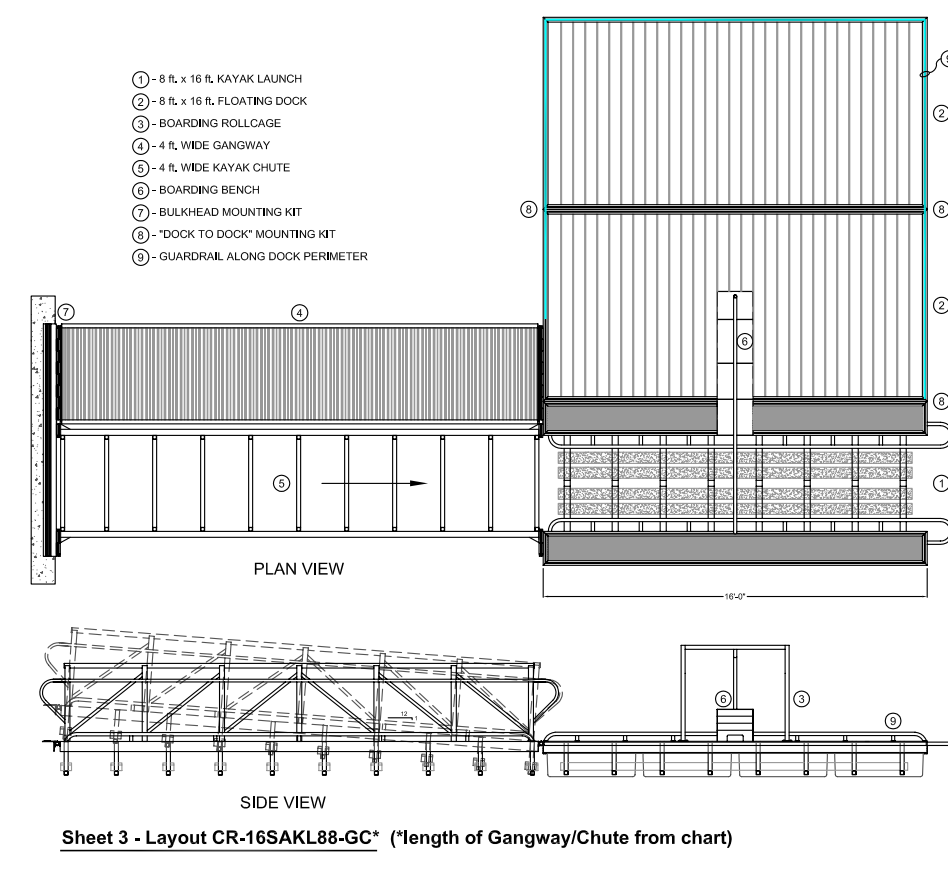 1 - 8 ft. x 16 ft. KAYAK LAUNCH
2 - 8 ft. x 16 ft. FLOATING DOCK
3 - BOARDING ROLLCAGE
4 - 4 ft. WIDE GANGWAY
5 - 4 ft. WIDE KAYAK CHUTE
6 - BOARDING BENCH
7 - BULKHEAD MOUNTING KIT
8 - "DOCK TO DOCK" MOUNTING KIT
9 - GUARDRAIL ALONG DOCK PERIMETER
9
2
8
8
7
4
2
6
8
5
1
PLAN VIEW
16'-0"
12
1
6
3
9
SIDE VIEW
Sheet 3 - Layout CR-16SAKL88-GC* (*length of Gangway/Chute from chart)